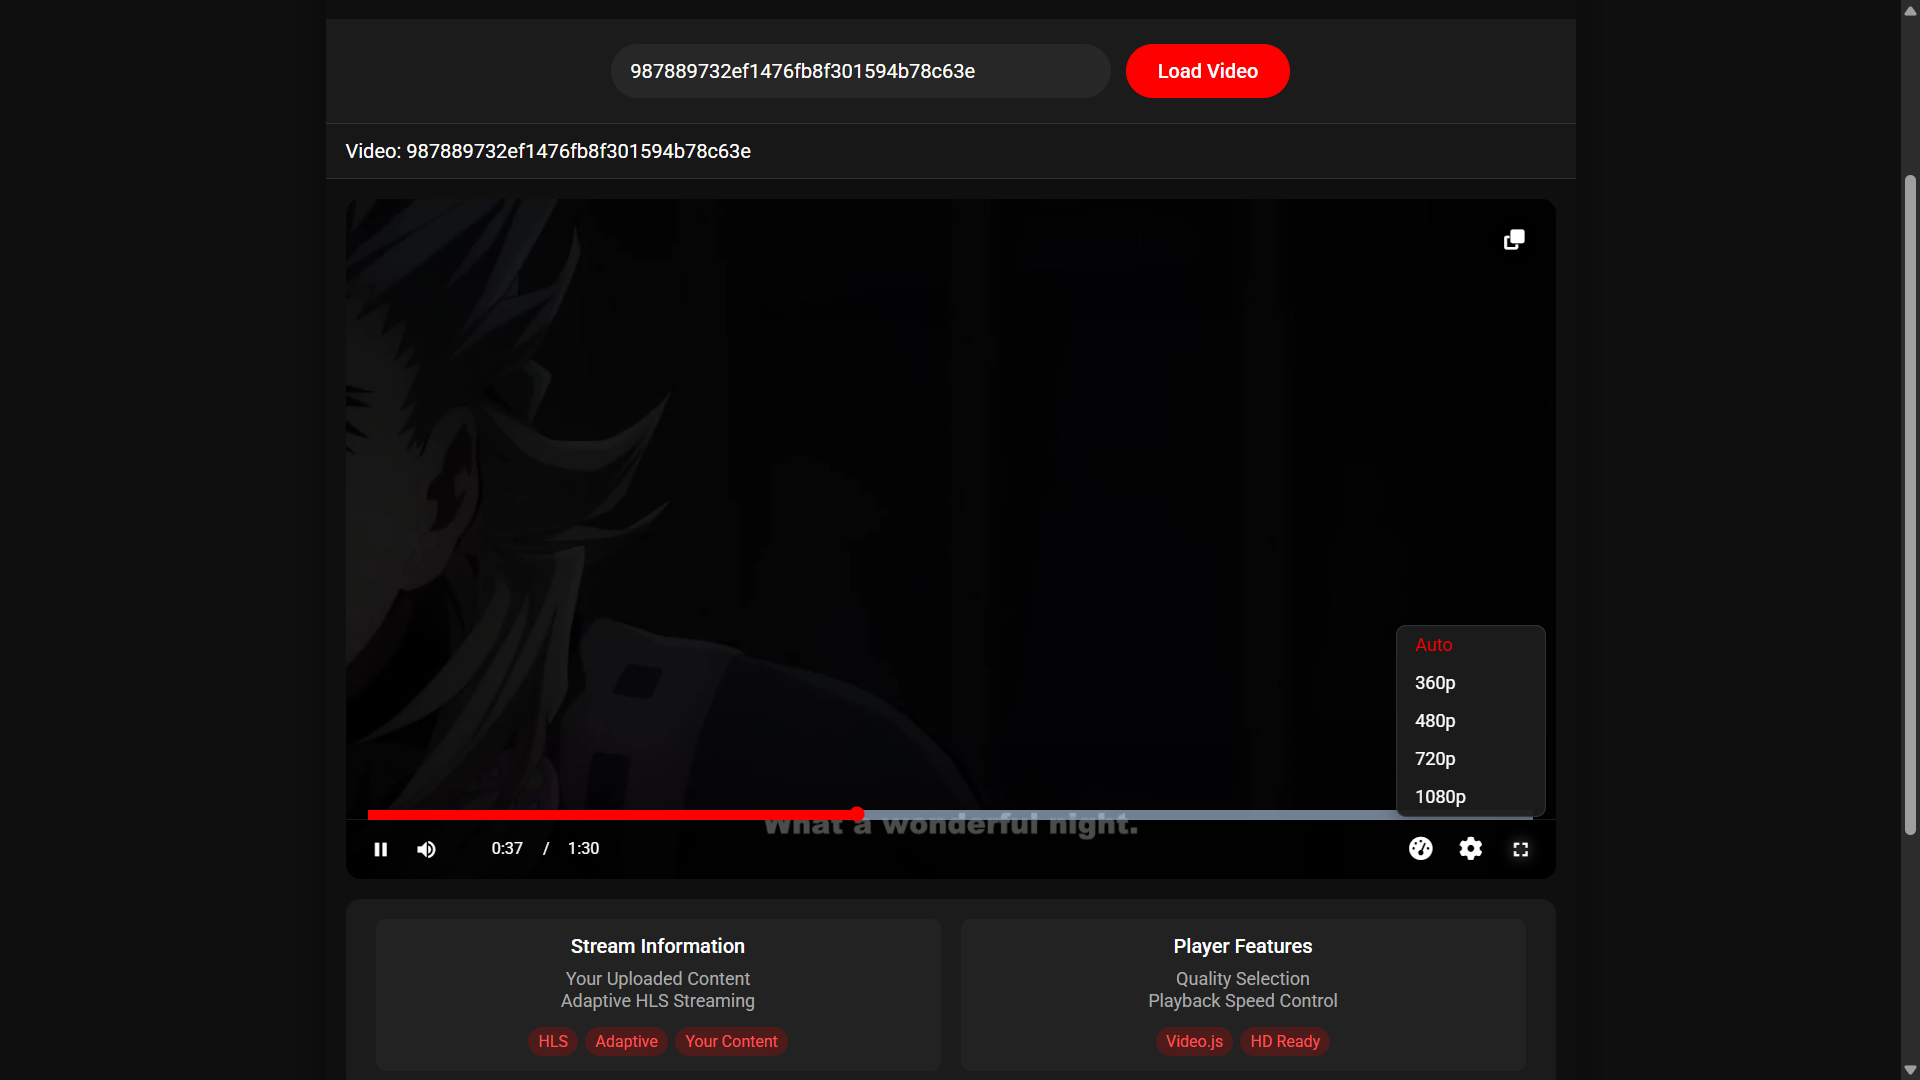 987889732ef1476fb8f301594b78c63e
Load Video
Video: 987889732ef1476fb8f301594b78c63e
Auto
360p
480p
720p
1080p
What a wonderful night.
0:37 / 1:30
Stream Information
Your Uploaded Content
Adaptive HLS Streaming
HLS Adaptive Your Content
Player Features
Quality Selection
Playback Speed Control
Video.js HD Ready